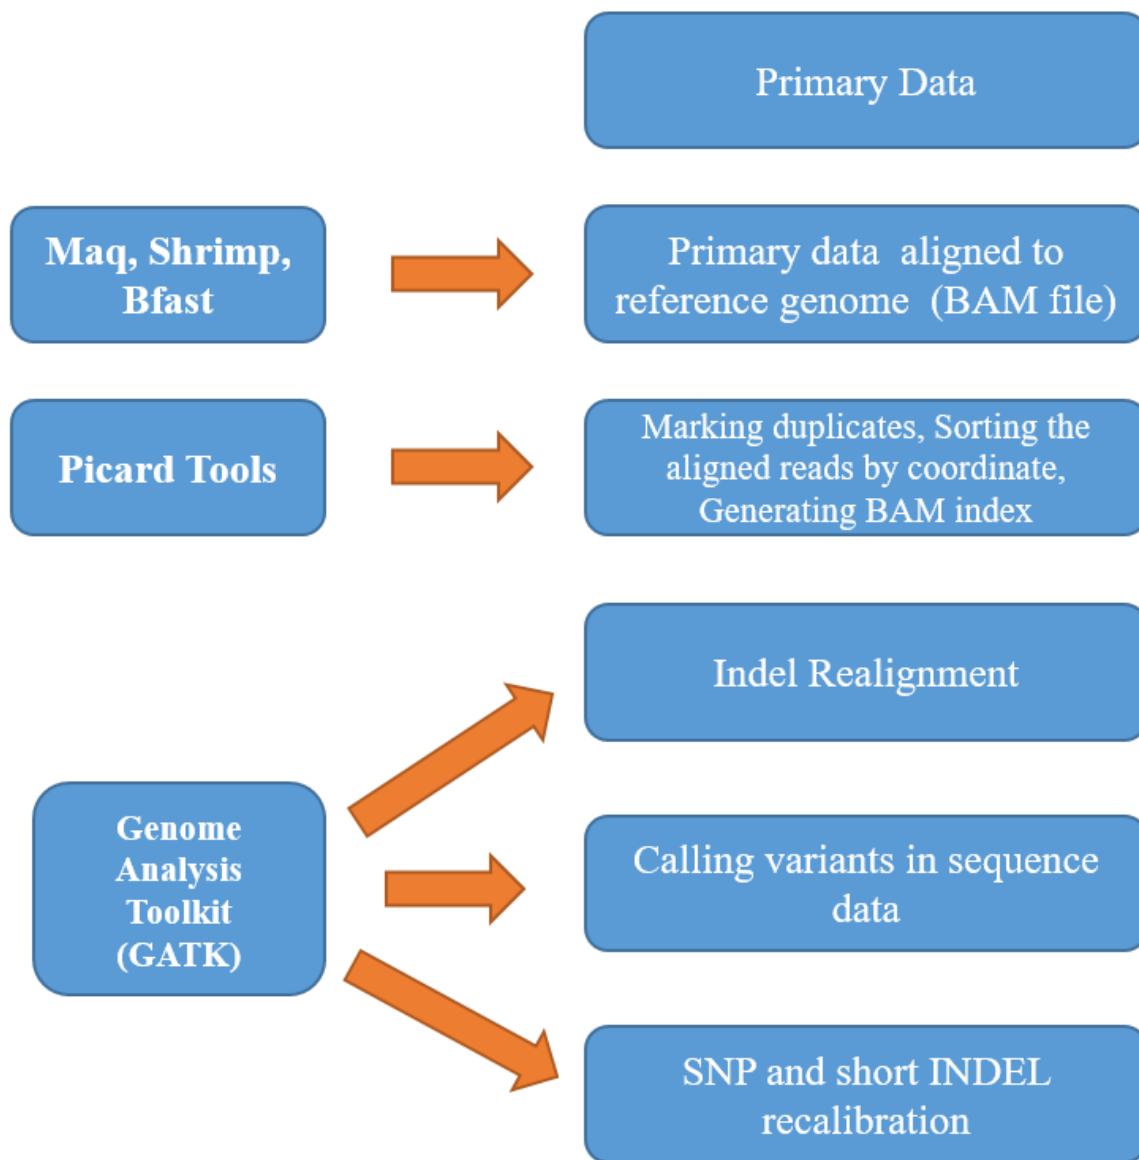 Primary Data
Maq, Shrimp,
Bfast
Primary data aligned to
reference genome (BAM file)
Picard Tools
Marking duplicates, Sorting the
aligned reads by coordinate,
Generating BAM index
Indel Realignment
Genome
Analysis
Toolkit
(GATK)
Calling variants in sequence
data
SNP and short INDEL
recalibration